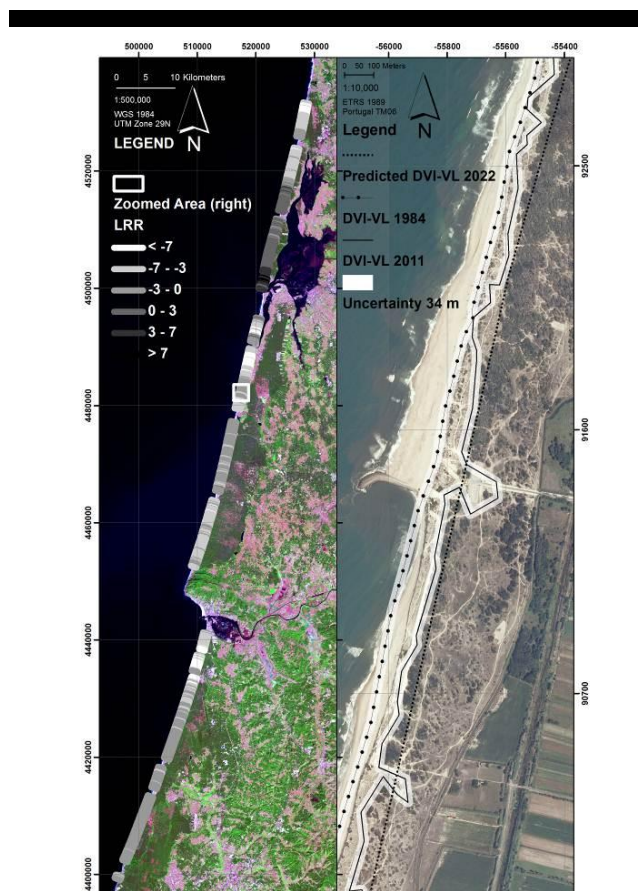 500000 510000 520000 530000
-56000 -55800 -55600 -55400
0 5 10 Kilometers
1:500,000
WGS 1984
UTM Zone 29N
N
LEGEND
Zoomed Area (right)
LRR
< -7
-7 - -3
-3 - 0
0 - 3
3 - 7
> 7
4520000
4500000
4480000
4460000
4440000
4420000
4400000
0 50 100 Meters
1:10,000
ETRS 1989
Portugal TM06
N
Legend
Predicted DVI-VL 2022
DVI-VL 1984
DVI-VL 2011
Uncertainty 34 m
92500
91600
90700